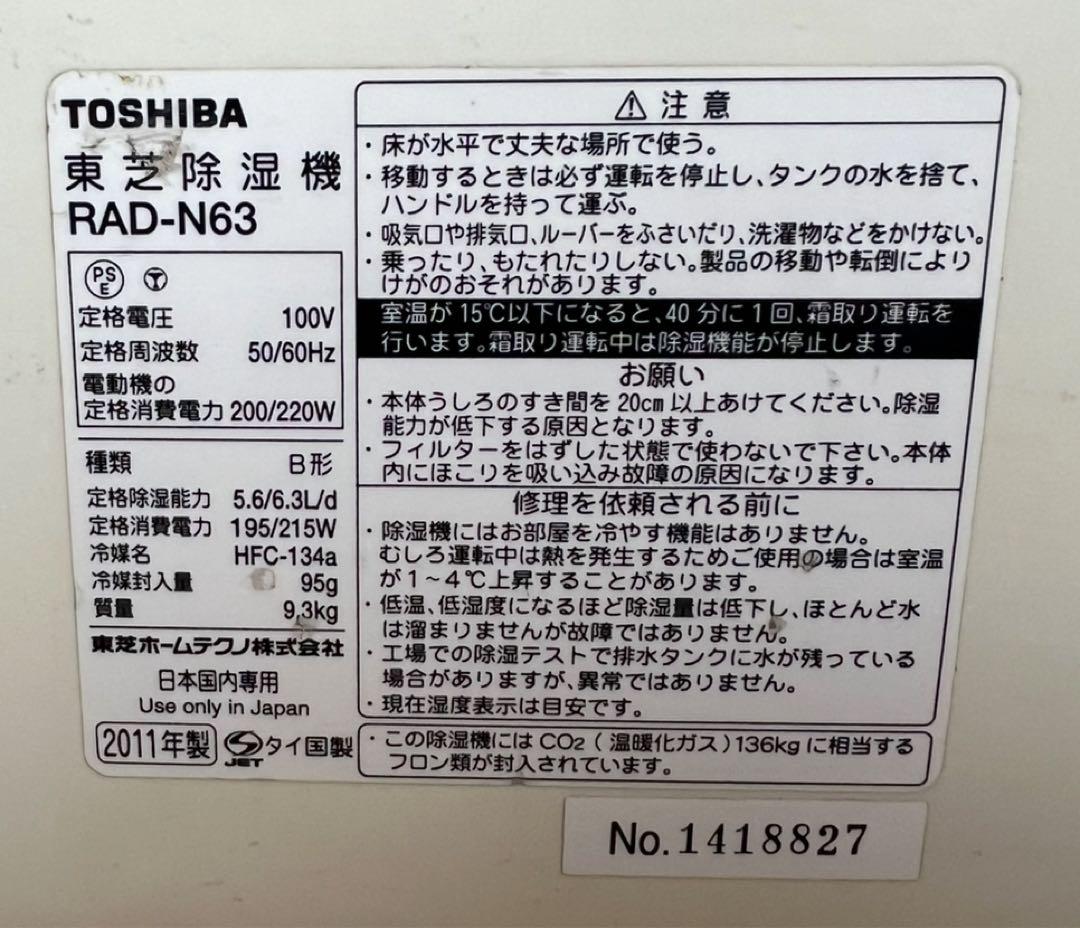 TOSHIBA
東芝除湿機
RAD-N63
PS
E
T
定格電圧 100V
定格周波数 50/60Hz
電動機の
定格消費電力 200/220W
種類 B形
定格除湿能力 5.6/6.3L/d
定格消費電力 195/215W
冷媒名 HFC-134a
冷媒封入量 95g
質量 9.3kg
東芝ホームテクノ株式会社
日本国内専用
Use only in Japan
2011年製 JET タイ国製
⚠ 注意
・床が水平で丈夫な場所で使う。
・移動するときは必ず運転を停止し、タンクの水を捨て、
ハンドルを持って運ぶ。
・吸気口や排気口、ルーバーをふさいだり、洗濯物などをかけない。
・乗ったり、もたれたりしない。製品の移動や転倒により
けがのおそれがあります。
室温が15℃以下になると、40分に1回、霜取り運転を
行います。霜取り運転中は除湿機能が停止します。
お願い
・本体うしろのすき間を20cm以上あけてください。除湿
能力が低下する原因となります。
・フィルターをはずした状態で使わないで下さい。本体
内にほこりを吸い込み故障の原因になります。
修理を依頼される前に
・除湿機にはお部屋を冷やす機能はありません。
むしろ運転中は熱を発生するためご使用の場合は室温
が1~4℃上昇することがあります。
・低温、低湿度になるほど除湿量は低下し、ほとんど水
は溜まりませんが故障ではありません。
・工場での除湿テストで排水タンクに水が残っている
場合がありますが、異常ではありません。
・現在湿度表示は目安です。
・この除湿機には CO2（温暖化ガス）136kgに相当する
フロン類が封入されています。
No. 1418827